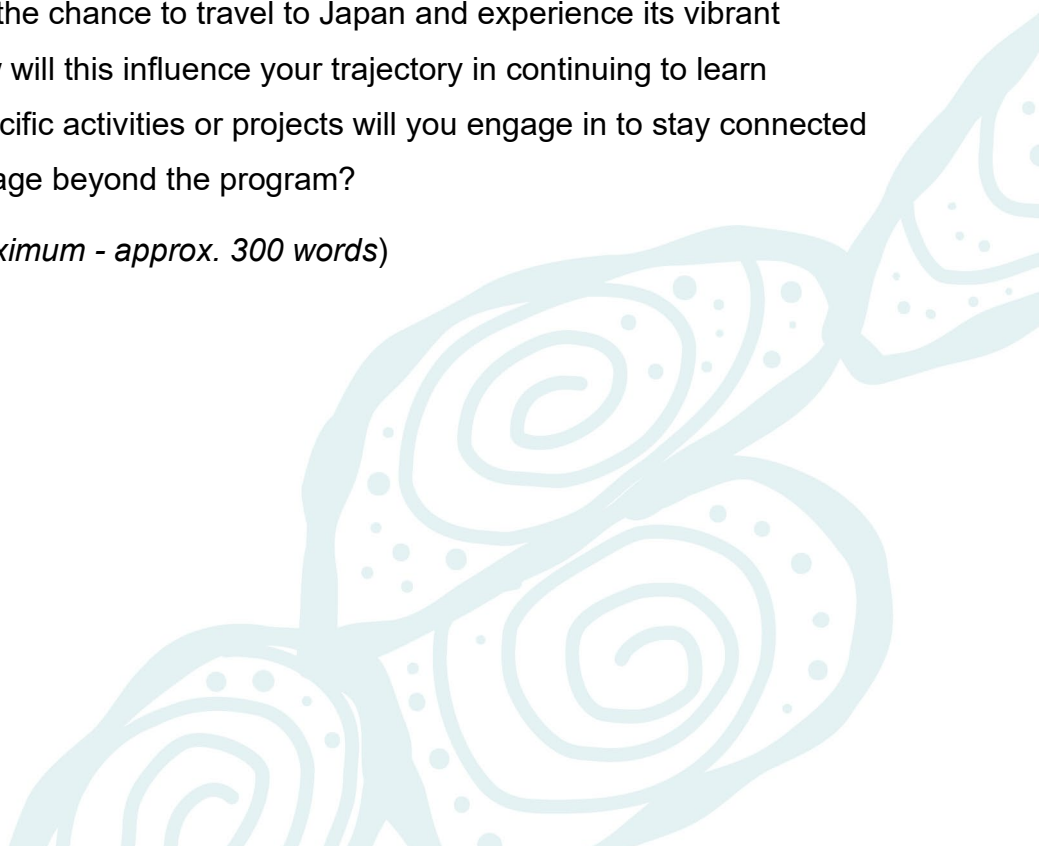 the chance to travel to Japan and experience its vibrant
will this influence your trajectory in continuing to learn
cific activities or projects will you engage in to stay connected
age beyond the program?
ximum - approx. 300 words)